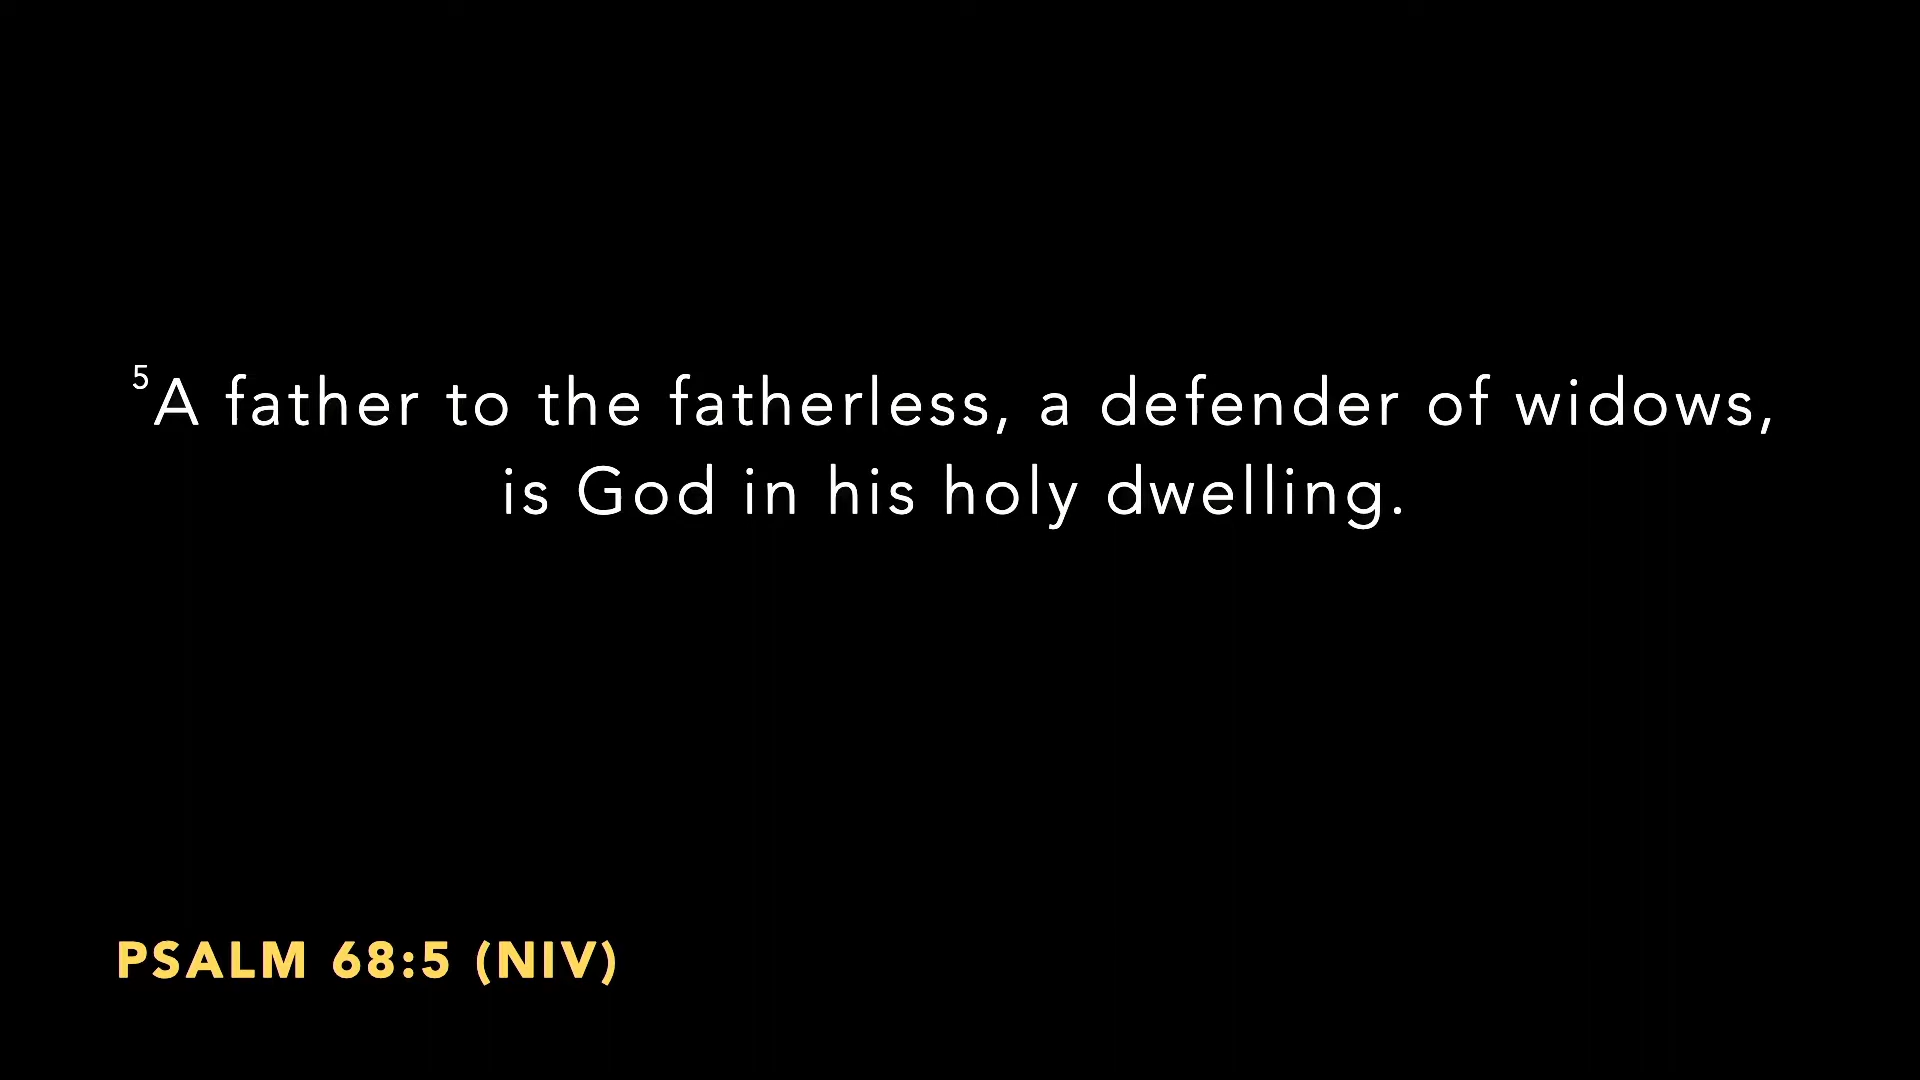 ⁵A father to the fatherless, a defender of widows,
is God in his holy dwelling.
PSALM 68:5 (NIV)